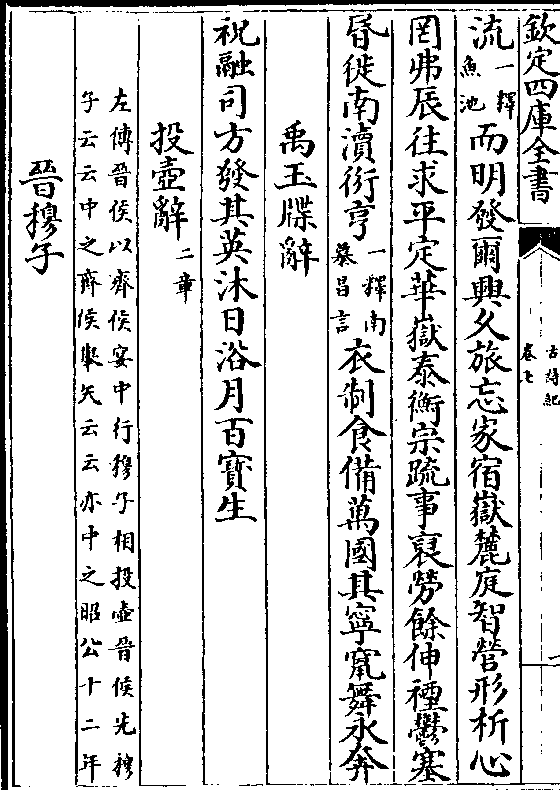 欽定四庫全書
古詩紀
卷七
流一釋魚池而明發爾興久旅忘家宿嶽麓庭智營形折心
罔弗辰往求平定華嶽泰衡宗疏事裒勞餘伸禋鬱塞
昏徙南瀆衍亨一釋南暴昌言衣制食備萬國其寧竄舞永奔
禹玉牒辭
祝融司方發其英沐日浴月百寶生
投壺辭二章
左傳晉侯以齊侯宴中行穆子相投壺晉侯先穆
子云云中之齊侯舉矢云云亦中之昭公十二年
晉穆子